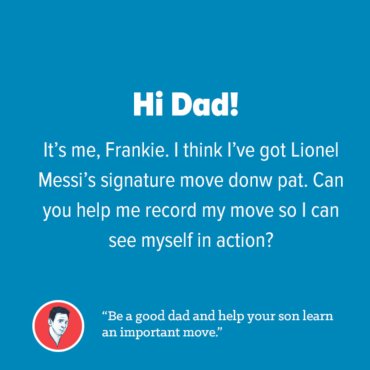 Hi Dad!
It’s me, Frankie. I think I’ve got Lionel
Messi’s signature move donw pat. Can
you help me record my move so I can
see myself in action?
“Be a good dad and help your son learn
an important move.”